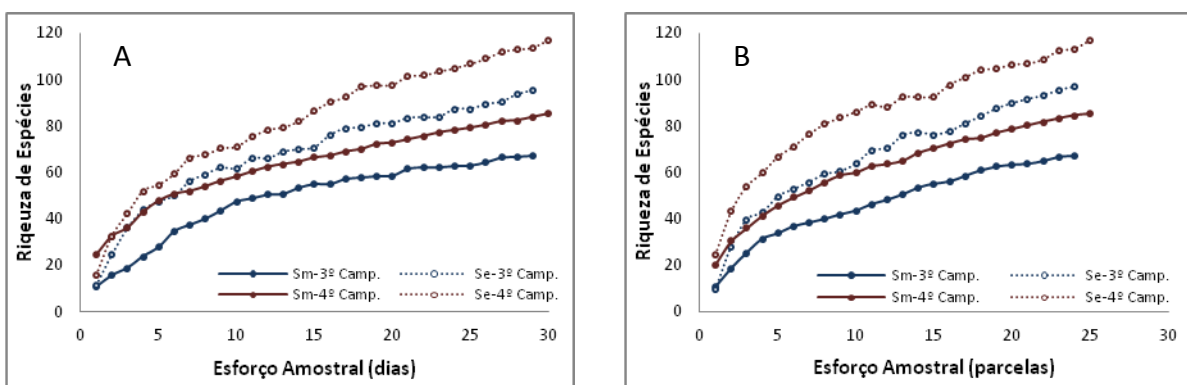 A
Riqeuza de Espécies
120
100
80
60
40
20
0
Sm-3º Camp.
Se-3º Camp.
Sm-4º Camp.
Se-4º Camp.
0 5 10 15 20 25 30
Esforço Amostral (dias)
B
Riqueza de Espécies
120
100
80
60
40
20
0
Sm-3º Camp.
Se-3º Camp.
Sm-4º Camp.
Se-4º Camp.
0 5 10 15 20 25 30
Esforço Amostral (parcelas)